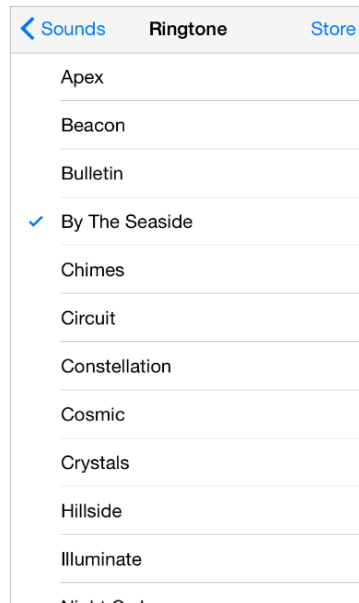 Sounds Ringtone Store
Apex
Beacon
Bulletin
By The Seaside
Chimes
Circuit
Constellation
Cosmic
Crystals
Hillside
Illuminate